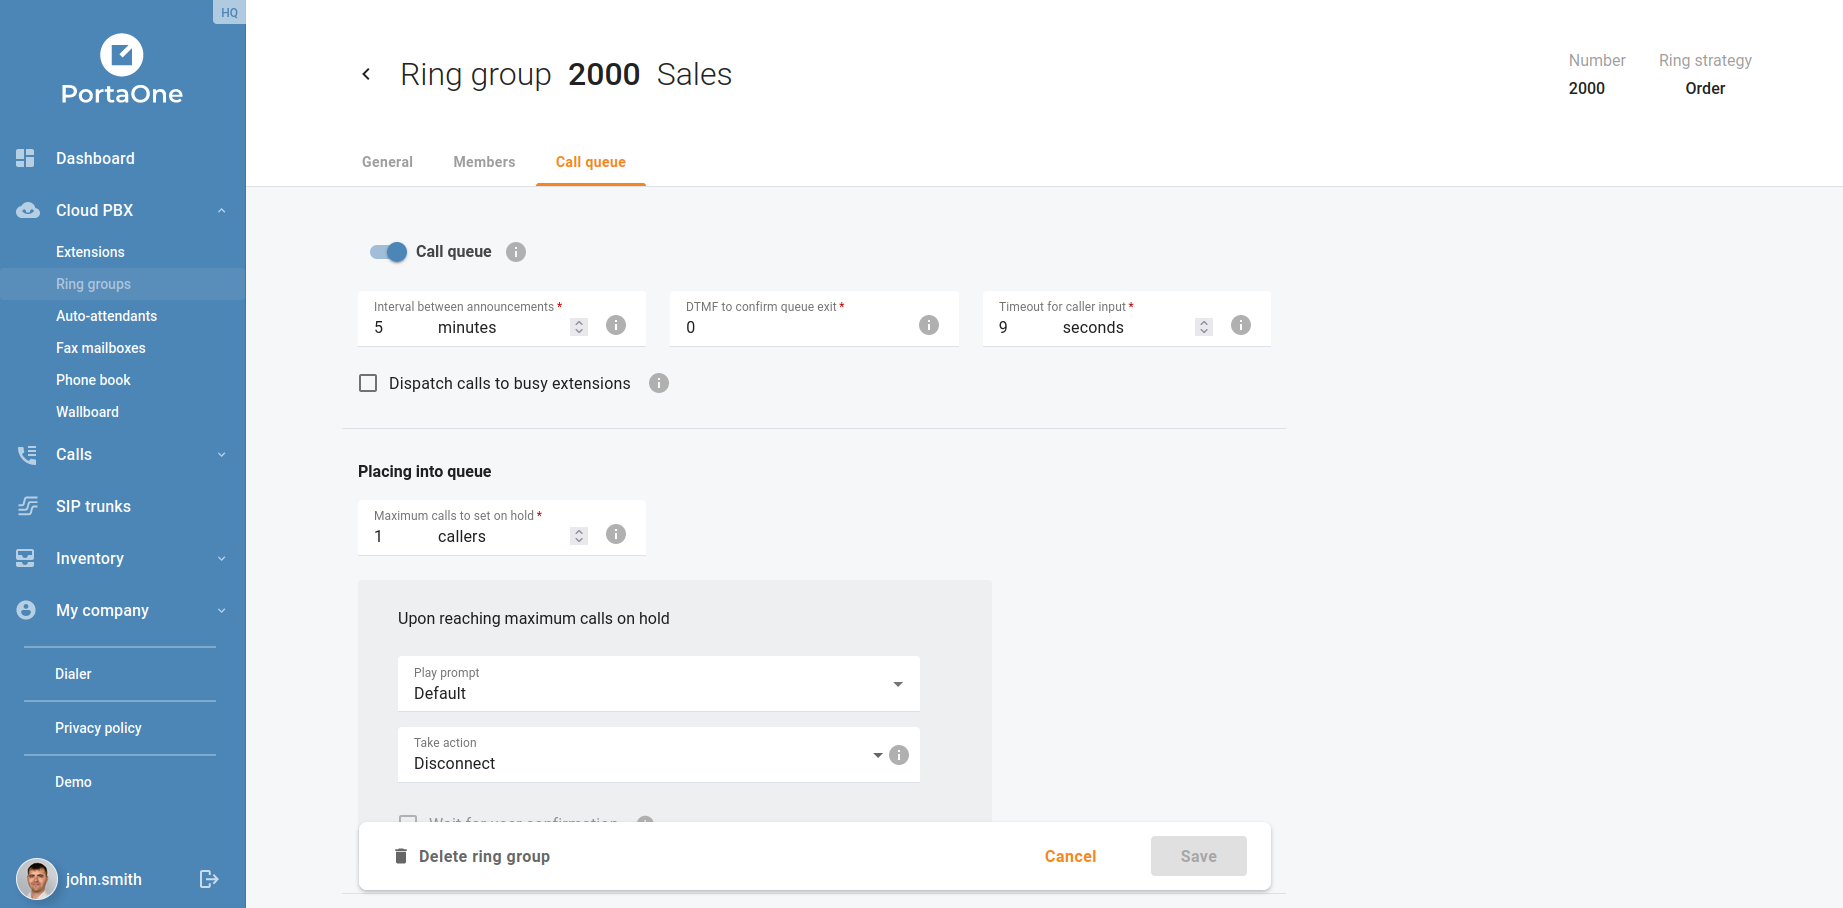 HQ
PortaOne
Dashboard
Cloud PBX
Extensions
Ring groups
Auto-attendants
Fax mailboxes
Phone book
Wallboard
Calls
SIP trunks
Inventory
My company
Dialer
Privacy policy
Demo
john.smith
Ring group 2000 Sales
Number
2000
Ring strategy
Order
General
Members
Call queue
Call queue
Interval between announcements *
5 minutes
DTMF to confirm queue exit *
0
Timeout for caller input *
9 seconds
Dispatch calls to busy extensions
Placing into queue
Maximum calls to set on hold *
1 callers
Upon reaching maximum calls on hold
Play prompt
Default
Take action
Disconnect
Wait for user confirmation
Delete ring group
Cancel
Save